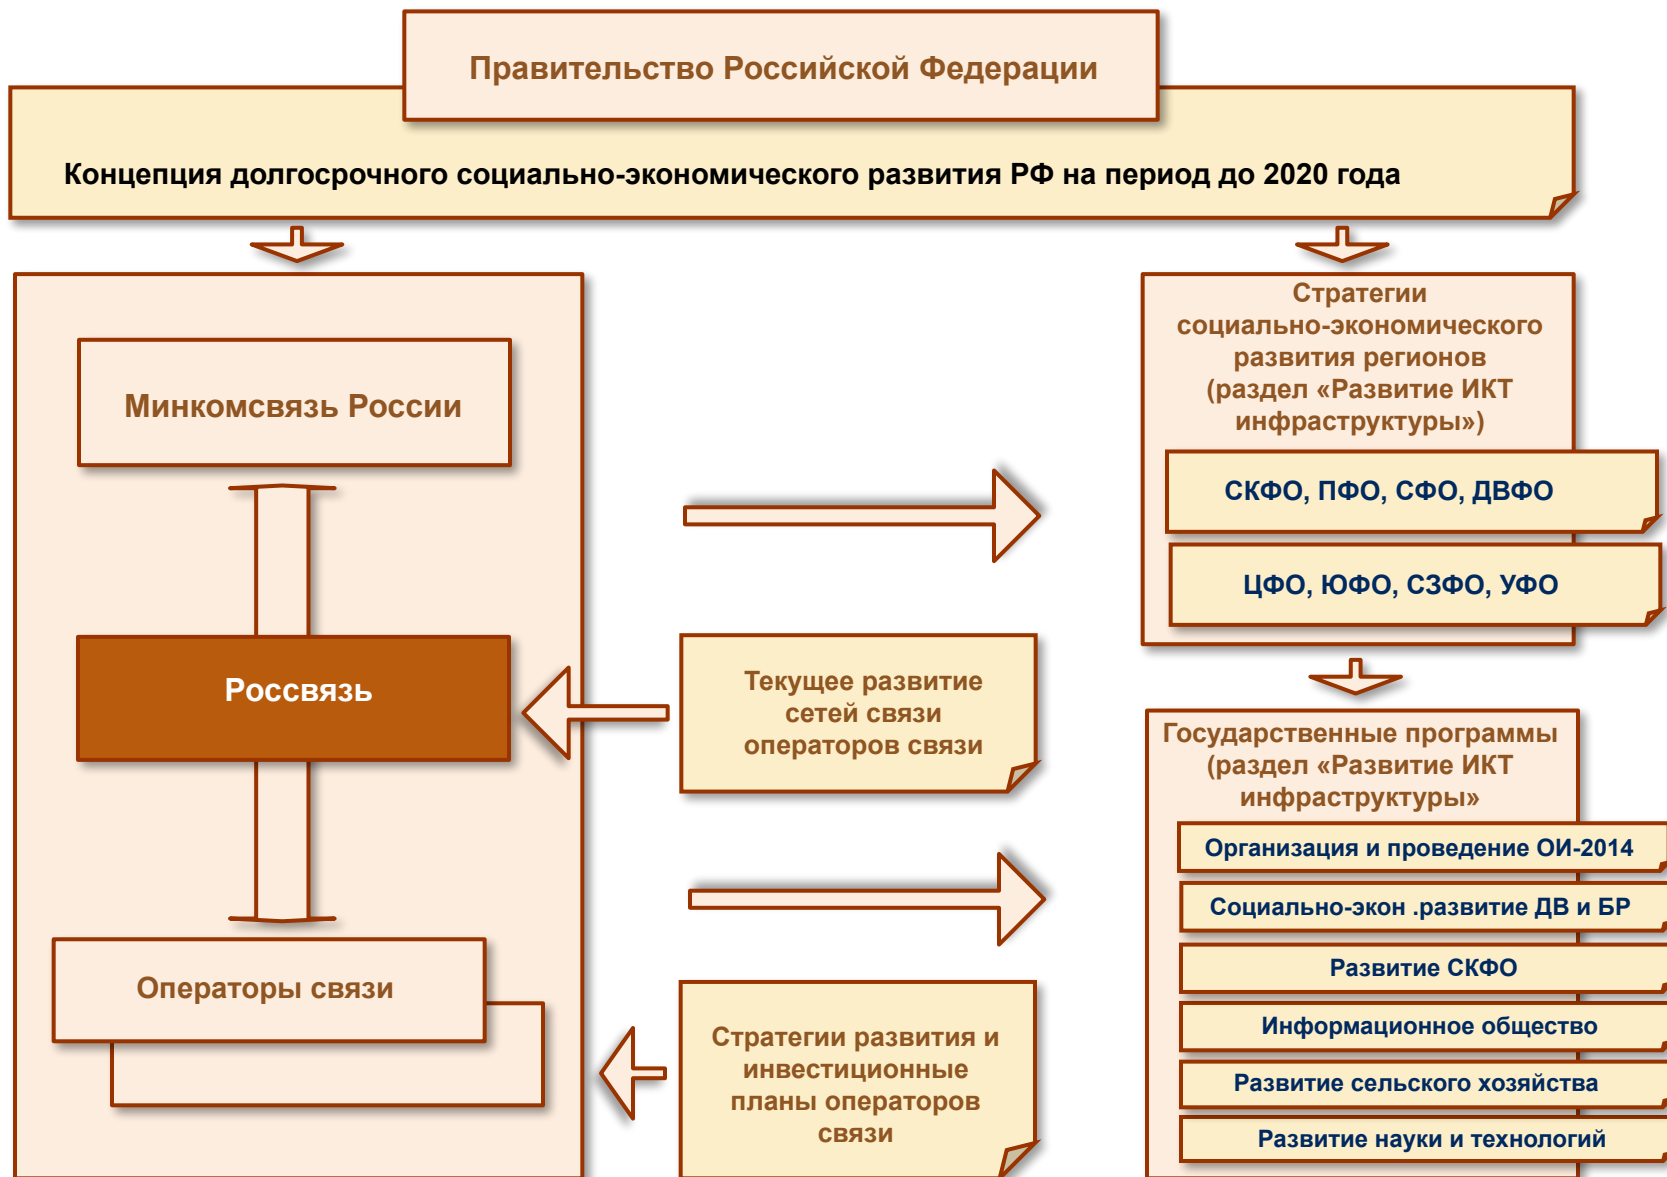 Правительство Российской Федерации
Концепция долгосрочного социально-экономического развития РФ на период до 2020 года
Минкомсвязь России
Россвязь
Операторы связи
Текущее развитие
сетей связи
операторов связи
Стратегии развития и
инвестиционные
планы операторов
связи
Стратегии
социально-экономического
развития регионов
(раздел «Развитие ИКТ
инфраструктуры»)
СКФО, ПФО, СФО, ДВФО
ЦФО, ЮФО, СЗФО, УФО
Государственные программы
(раздел «Развитие ИКТ
инфраструктуры»
Организация и проведение ОИ-2014
Социально-экон .развитие ДВ и БР
Развитие СКФО
Информационное общество
Развитие сельского хозяйства
Развитие науки и технологий